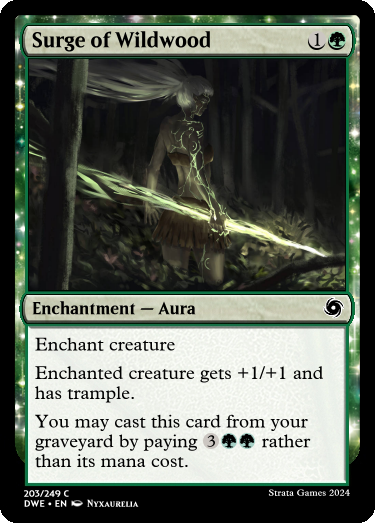 Surge of Wildwood 1
Enchantment — Aura
Enchant creature
Enchanted creature gets +1/+1 and
has trample.
You may cast this card from your
graveyard by paying 3 rather
than its mana cost.
203/249 C
DWE • EN Nyxaurelia
Strata Games 2024